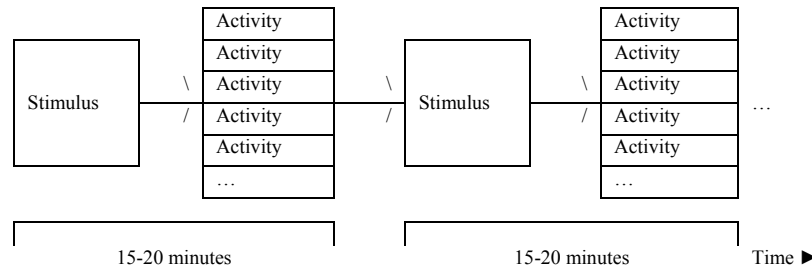 Activity
Activity
Activity
Activity
Activity
…
Stimulus
\
/
\
/
Stimulus
\
/
Activity
Activity
Activity
Activity
Activity
…
…
15-20 minutes
15-20 minutes
Time ►